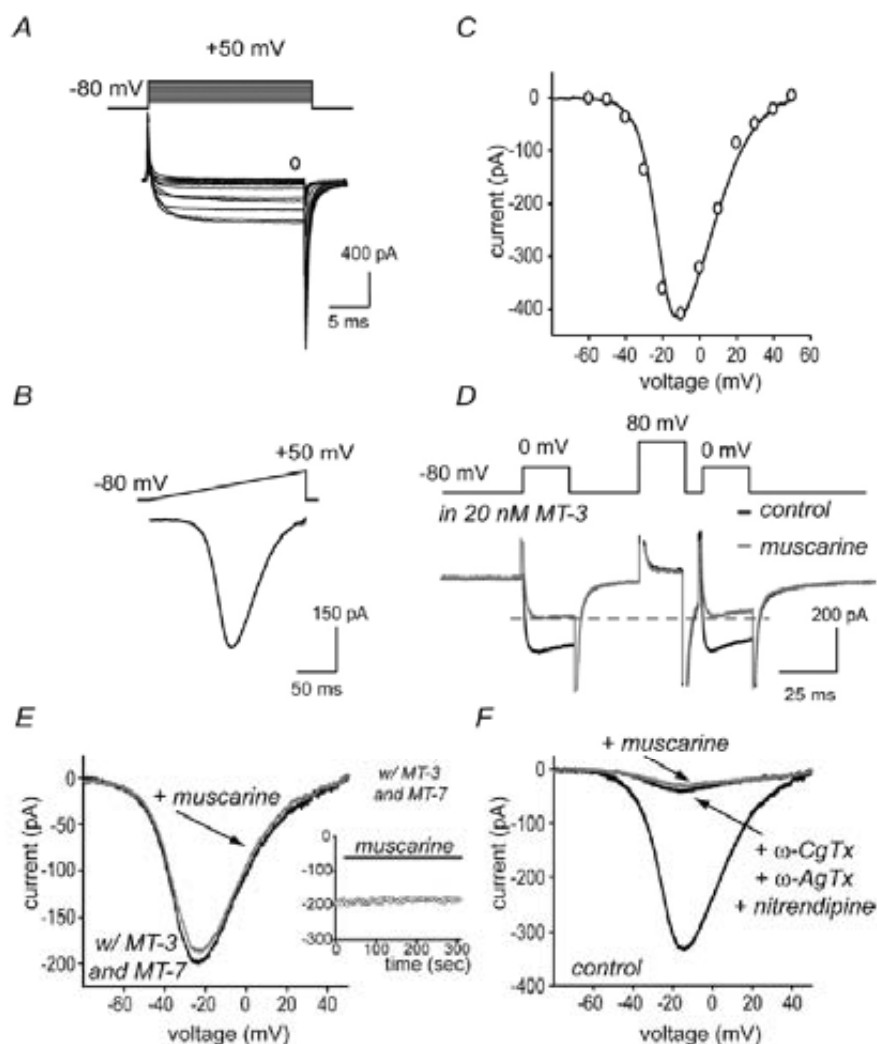 A
+50 mV
-80 mV
o
400 pA
5 ms
C
0
-100
-200
-300
-400
current (pA)
-60 -40 -20 0 20 40 60
voltage (mV)
B
+50 mV
-80 mV
150 pA
50 ms
D
80 mV
0 mV 0 mV
-80 mV
in 20 nM MT-3
control
muscarine
200 pA
25 ms
E
0
-50
-100
-150
-200
current (pA)
+ muscarine
w/ MT-3
and MT-7
-60 -40 -20 0 20 40
voltage (mV)
w/ MT-3
and MT-7
0
-100
-200
-300
muscarine
0 100 200 300
time (sec)
F
+ muscarine
0
-100
-200
-300
-400
current (pA)
+ ω-CgTx
+ ω-AgTx
+ nitrendipine
control
-60 -40 -20 0 20 40
voltage (mV)